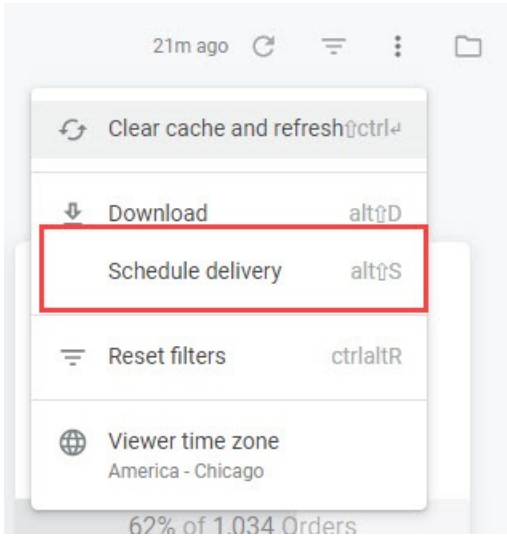 21m ago
Clear cache and refresh⇧ctrl↵
Download alt⇧D
Schedule delivery alt⇧S
Reset filters ctrlaltR
Viewer time zone
America - Chicago
62% of 1,034 Orders